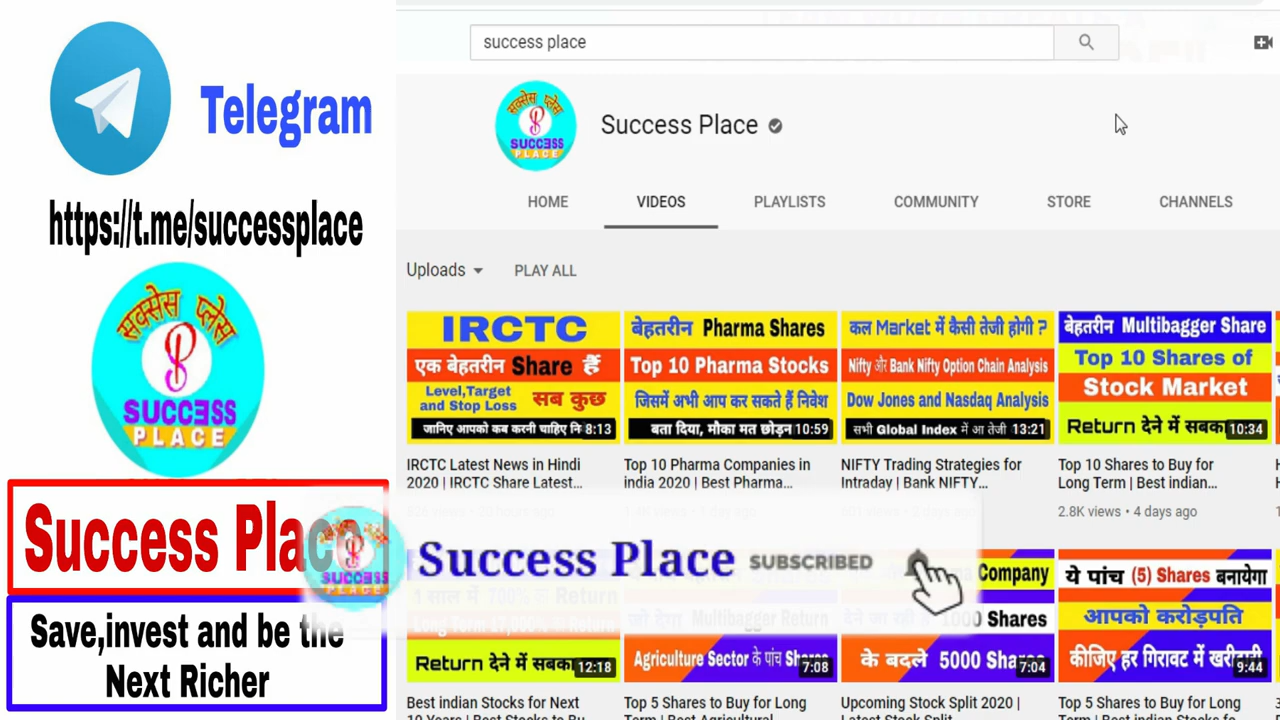 Telegram
https://t.me/successplace
सक्सेस प्लेस
SUCCESS
PLACE
Success Place
Save,invest and be the
Next Richer
success place
सक्सेस प्लेस
SUCCESS
PLACE
Success Place
HOME
VIDEOS
PLAYLISTS
COMMUNITY
STORE
CHANNELS
Uploads
PLAY ALL
IRCTC
एक बेहतरीन Share हैं
Level,Target
and Stop Loss
सब कुछ
जानिए आपको कब करनी चाहिए नि
8:13
IRCTC Latest News in Hindi
2020 | IRCTC Share Latest...
बेहतरीन Pharma Shares
Top 10 Pharma Stocks
जिसमें अभी आप कर सकते हैं निवेश
बता दिया, मौका मत छोड़न
10:59
Top 10 Pharma Companies in
india 2020 | Best Pharma...
कल Market में कैसी तेजी होगी ?
Nifty और Bank Nifty Option Chain Analysis
Dow Jones and Nasdaq Analysis
सभी Global Index में आ तेजी
13:21
NIFTY Trading Strategies for
Intraday | Bank NIFTY...
बेहतरीन Multibagger Share
Top 10 Shares of
Stock Market
Return देने में सबका
10:34
Top 10 Shares to Buy for
Long Term | Best indian...
2.8K views • 4 days ago
SUCCESS
PLACE
Success Place
SUBSCRIBED
Return देने में सबका
12:18
Best indian Stocks for Next
Multibagger Return
Agriculture Sector के पांच Shares
7:08
Top 5 Shares to Buy for Long
Company
1000 Shares
के बदले 5000 Sha
7:04
Upcoming Stock Split 2020 |
ये पांच (5) Shares बनायेगा
आपको करोड़पति
कीजिए हर गिरावट में खरीद
9:44
Top 5 Shares to Buy for Long